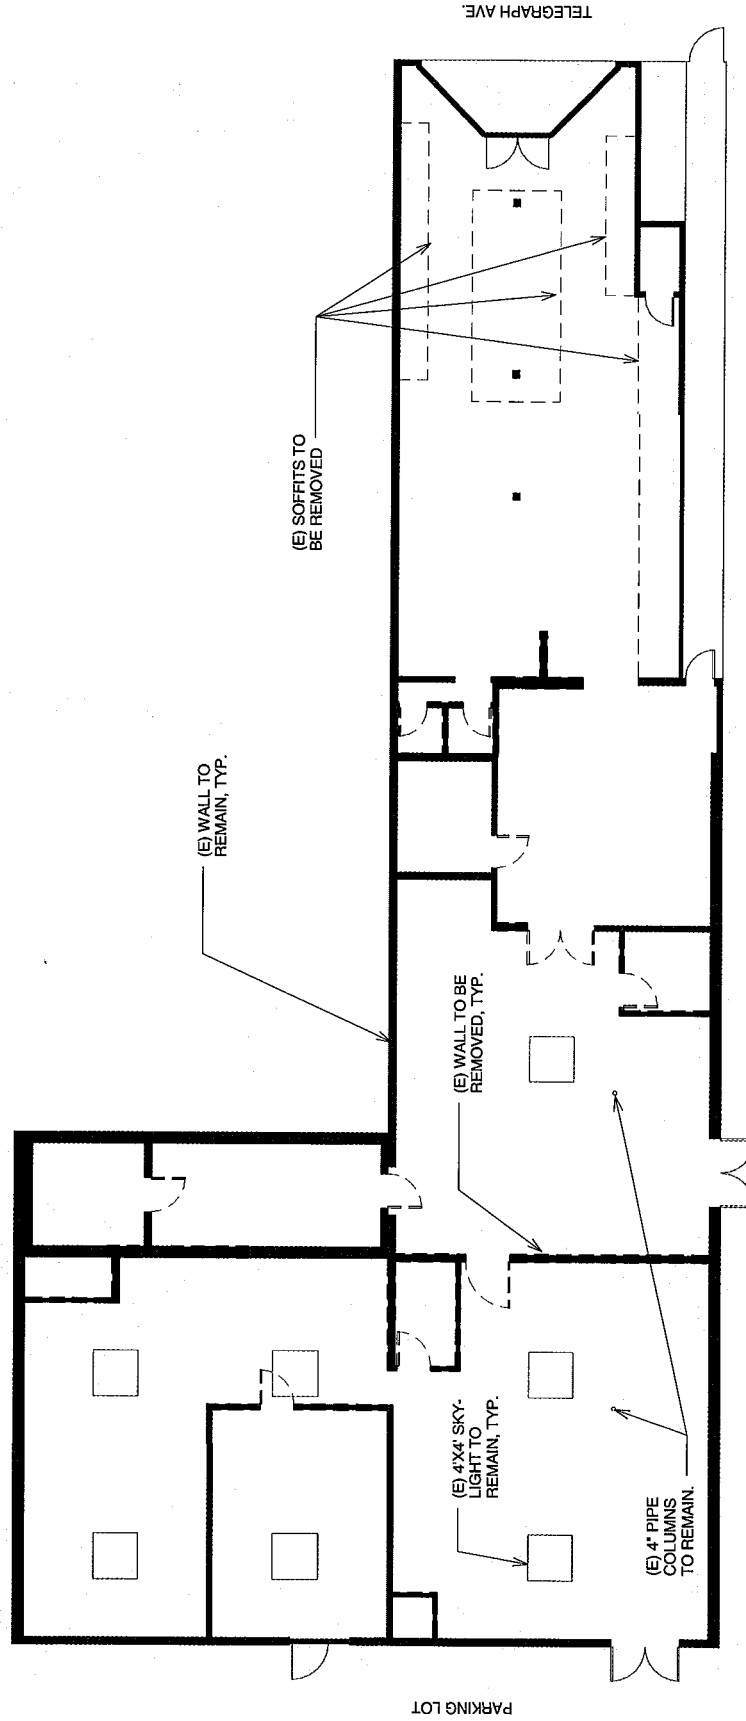 TELEGRAPH AVE.
(E) SOFFITS TO
BE REMOVED
(E) WALL TO
REMAIN, TYP.
(E) WALL TO BE
REMOVED, TYP.
(E) 4'X4' SKY-
LIGHT TO
REMAIN, TYP.
(E) 4" PIPE
COLUMNS
TO REMAIN.
PARKING LOT